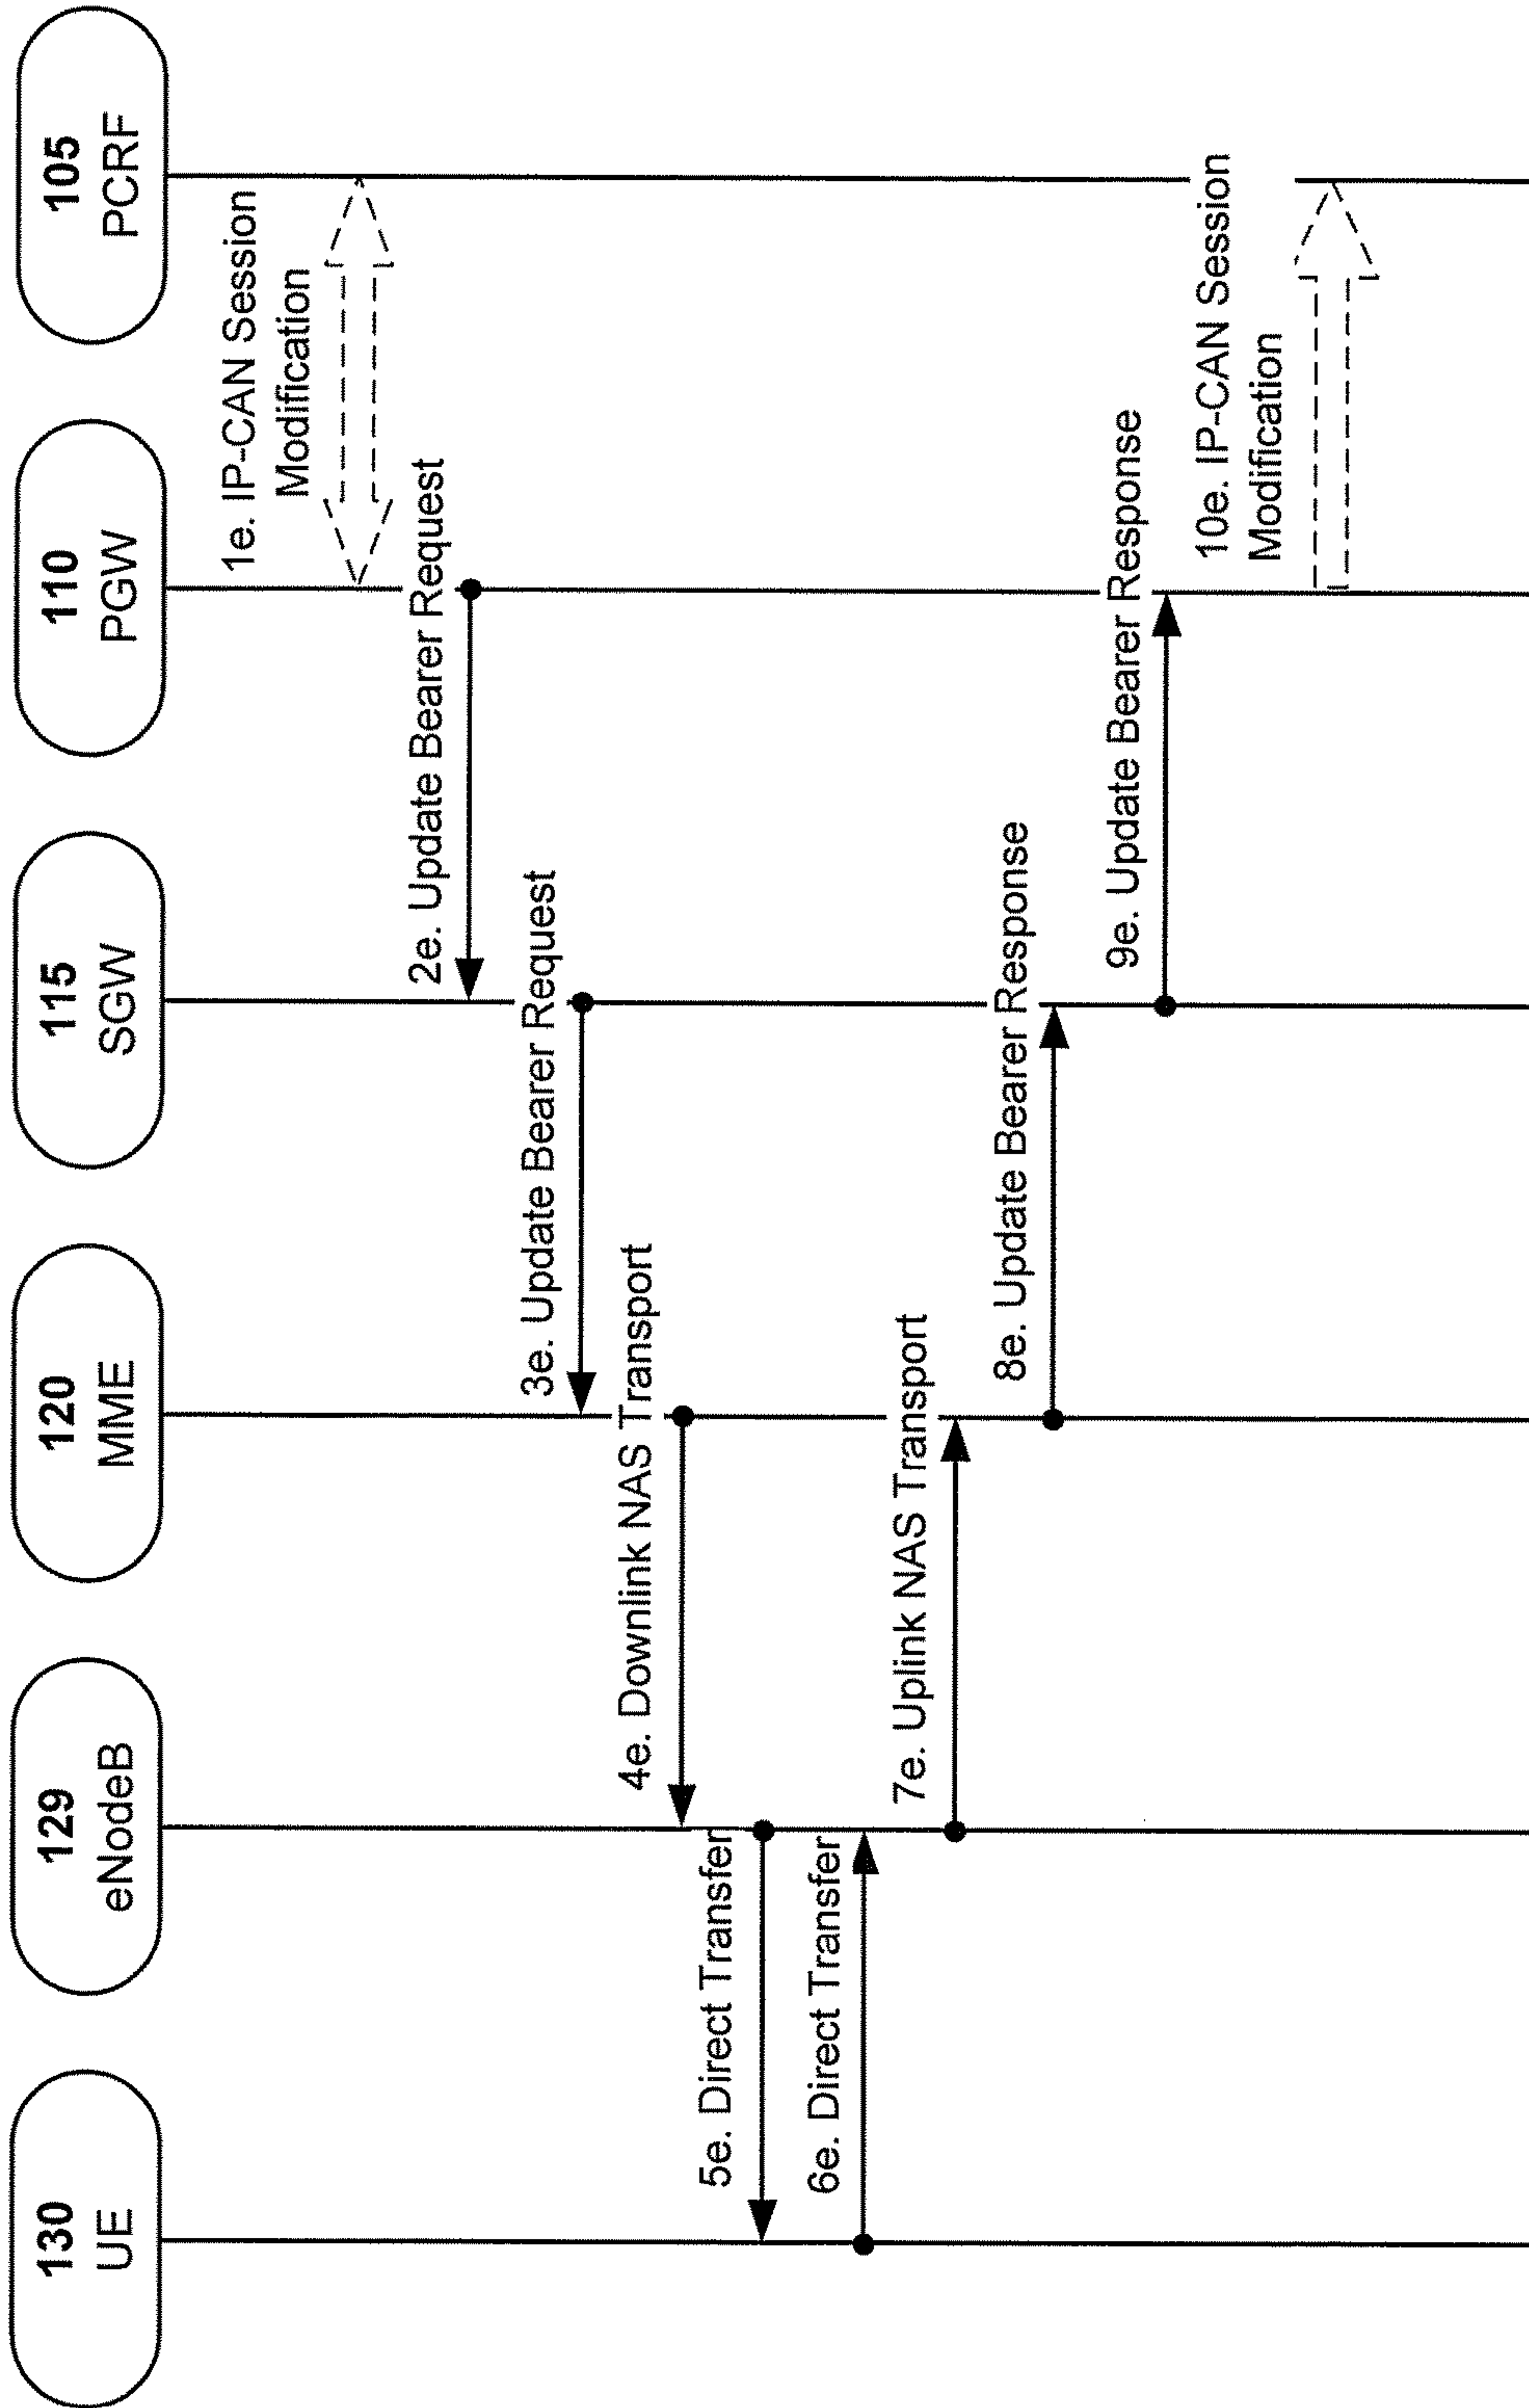 130
UE
129
eNodeB
120
MME
115
SGW
110
PGW
105
PCRF
1e. IP-CAN Session
Modification
2e. Update Bearer Request
3e. Update Bearer Request
4e. Downlink NAS Transport
5e. Direct Transfer
6e. Direct Transfer
7e. Uplink NAS Transport
8e. Update Bearer Response
9e. Update Bearer Response
10e. IP-CAN Session
Modification